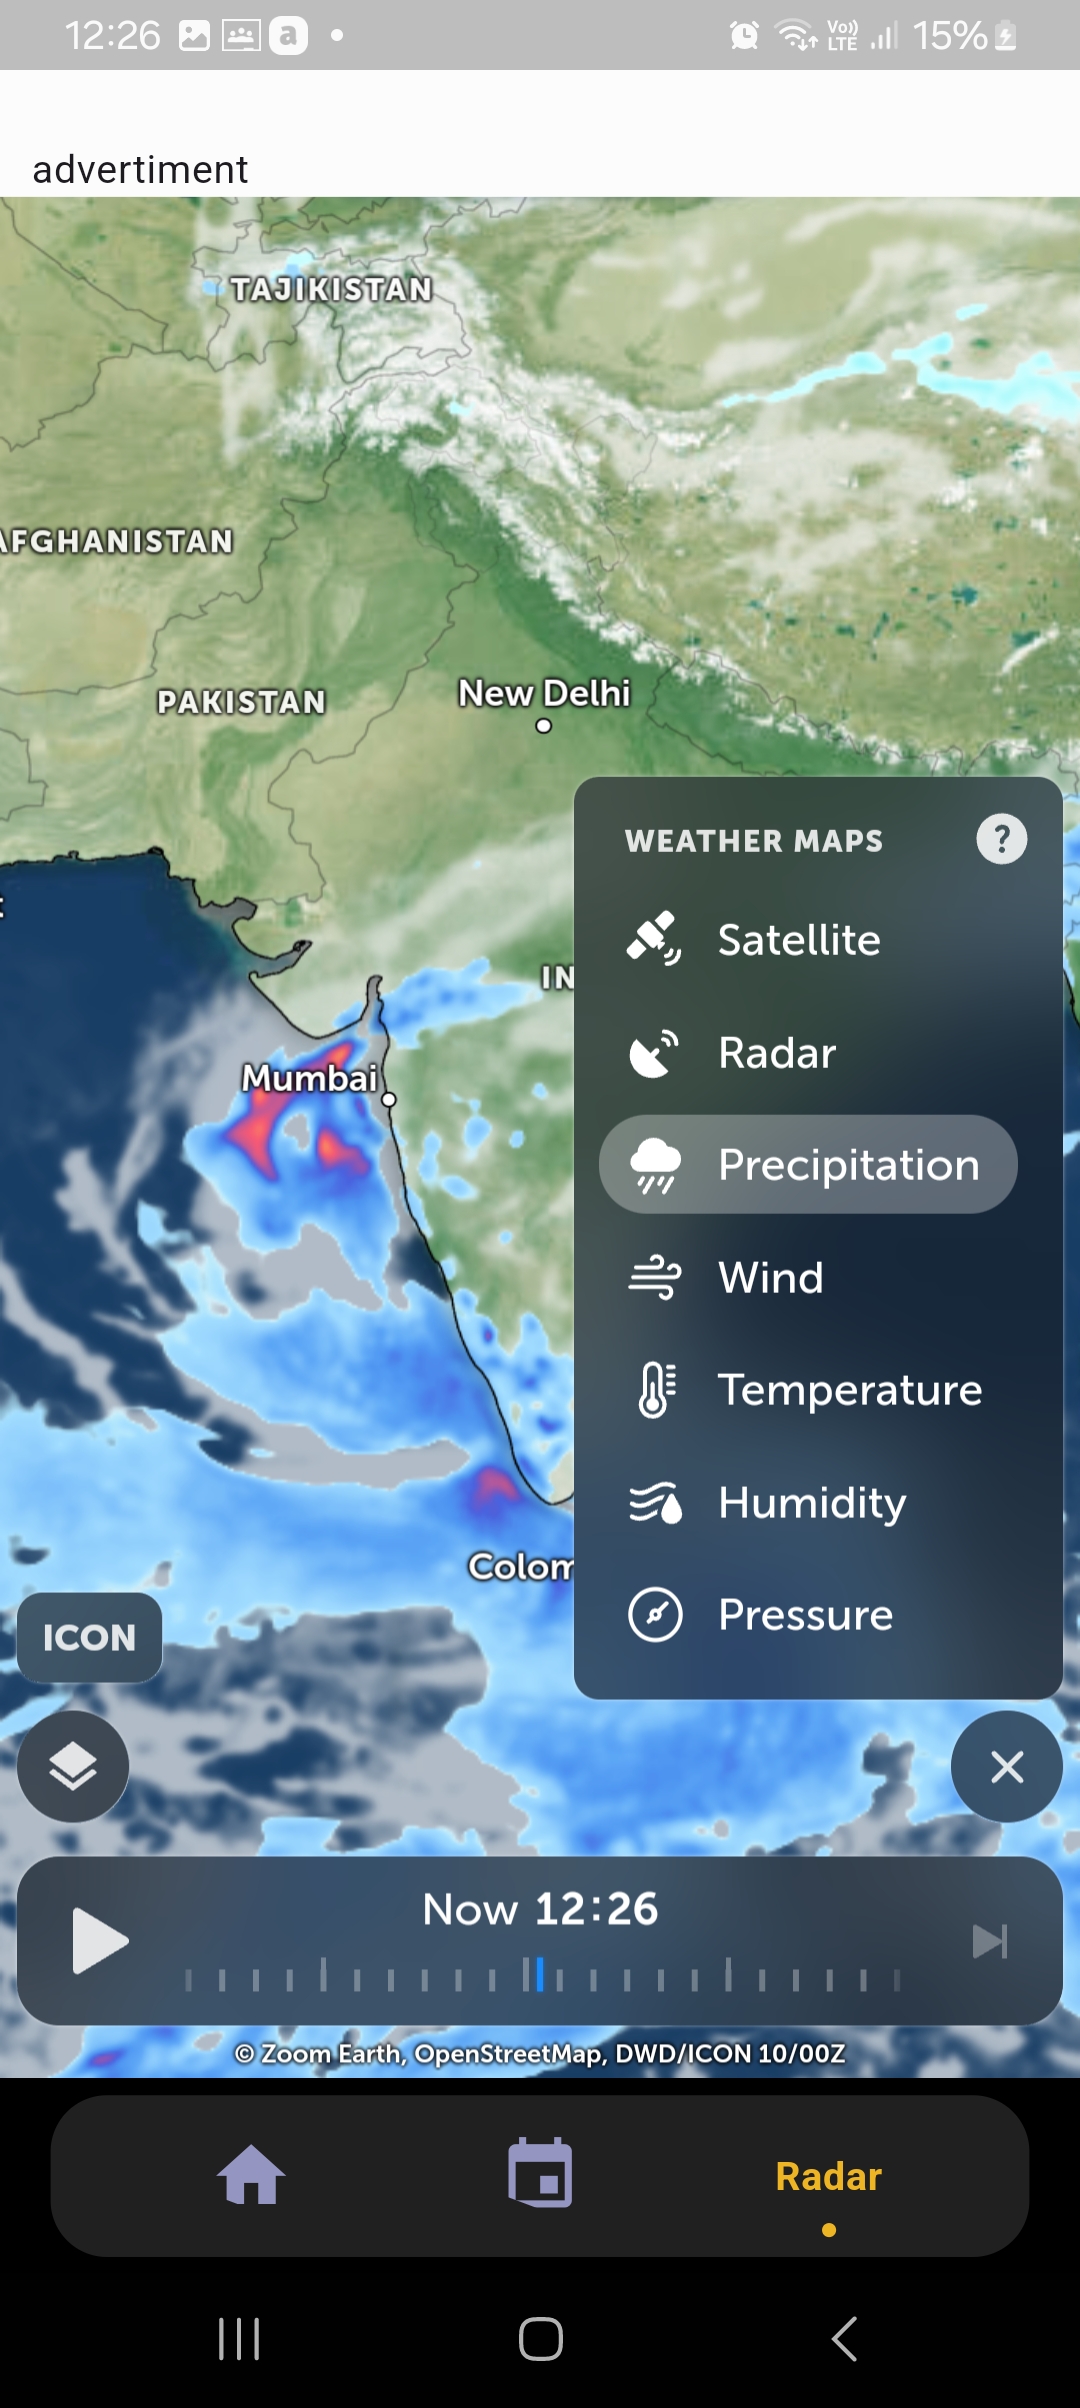 12:26
a
Vo)) LTE
15%
advertiment
TAJIKISTAN
AFGHANISTAN
PAKISTAN
New Delhi
WEATHER MAPS ?
Satellite
IN
Radar
Mumbai
Precipitation
Wind
Temperature
Humidity
Colom
Pressure
ICON
Now 12:26
© Zoom Earth, OpenStreetMap, DWD/ICON 10/00Z
Radar